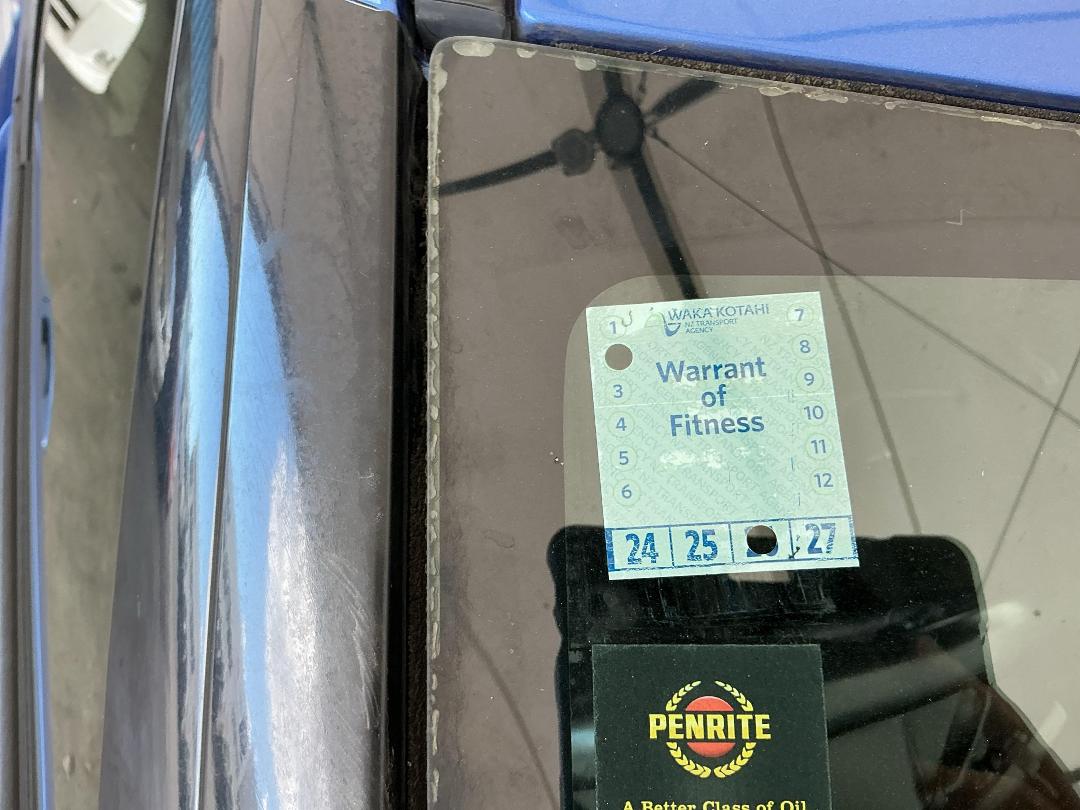 WAKA KOTAHI
NZ TRANSPORT
AGENCY
Warrant
of
Fitness
1 7
8
3 9
4 10
5 11
6 12
24 25 27
PENRITE
A Better Class of Oil